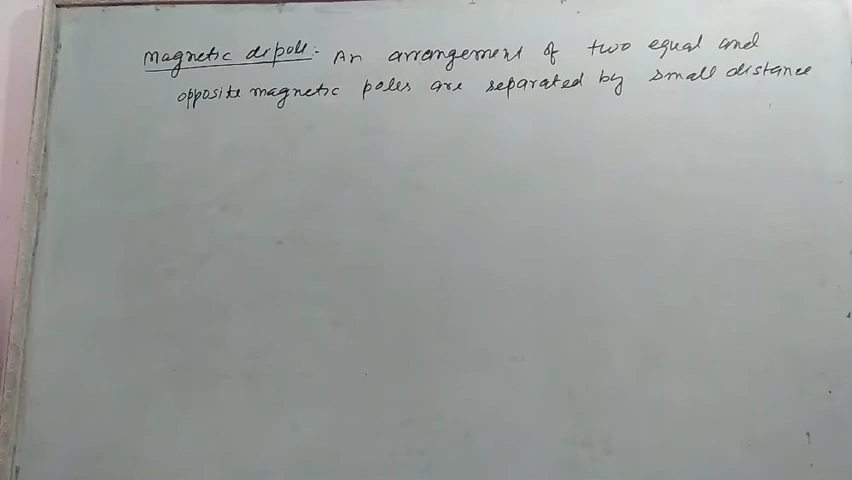 Magnetic dipole:- An arrangement of two equal and
opposite magnetic poles are separated by small distance